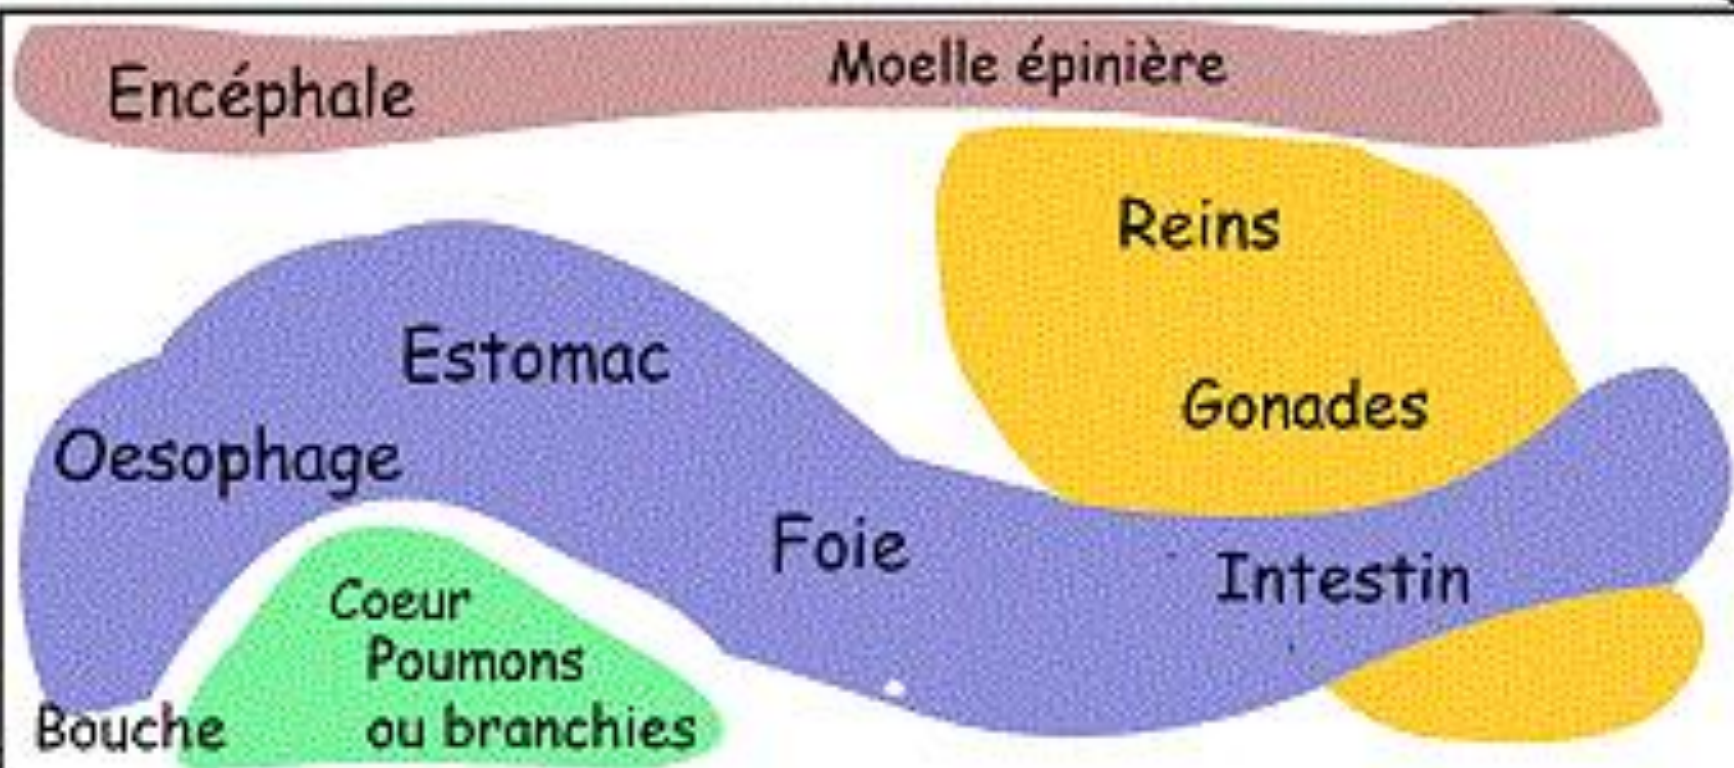 Encéphale
Moelle épinière
Reins
Estomac
Gonades
Oesophage
Foie
Intestin
Coeur
Poumons
ou branchies
Bouche